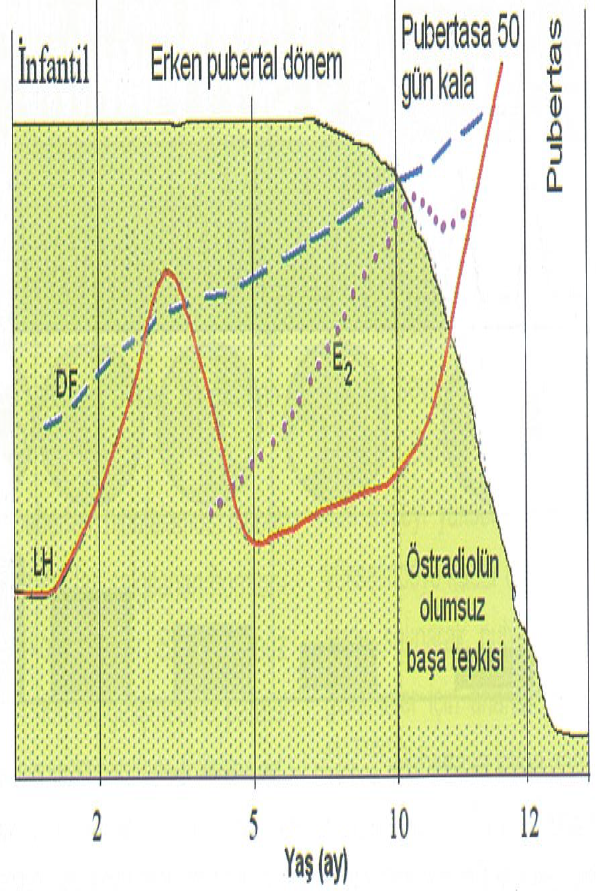 İnfantil
Erken pubertal dönem
Pubertasa 50
gün kala
Pubertas
DF
E2
LH
Östradiolün
olumsuz
başa tepkisi
2
5
10
12
Yaş (ay)